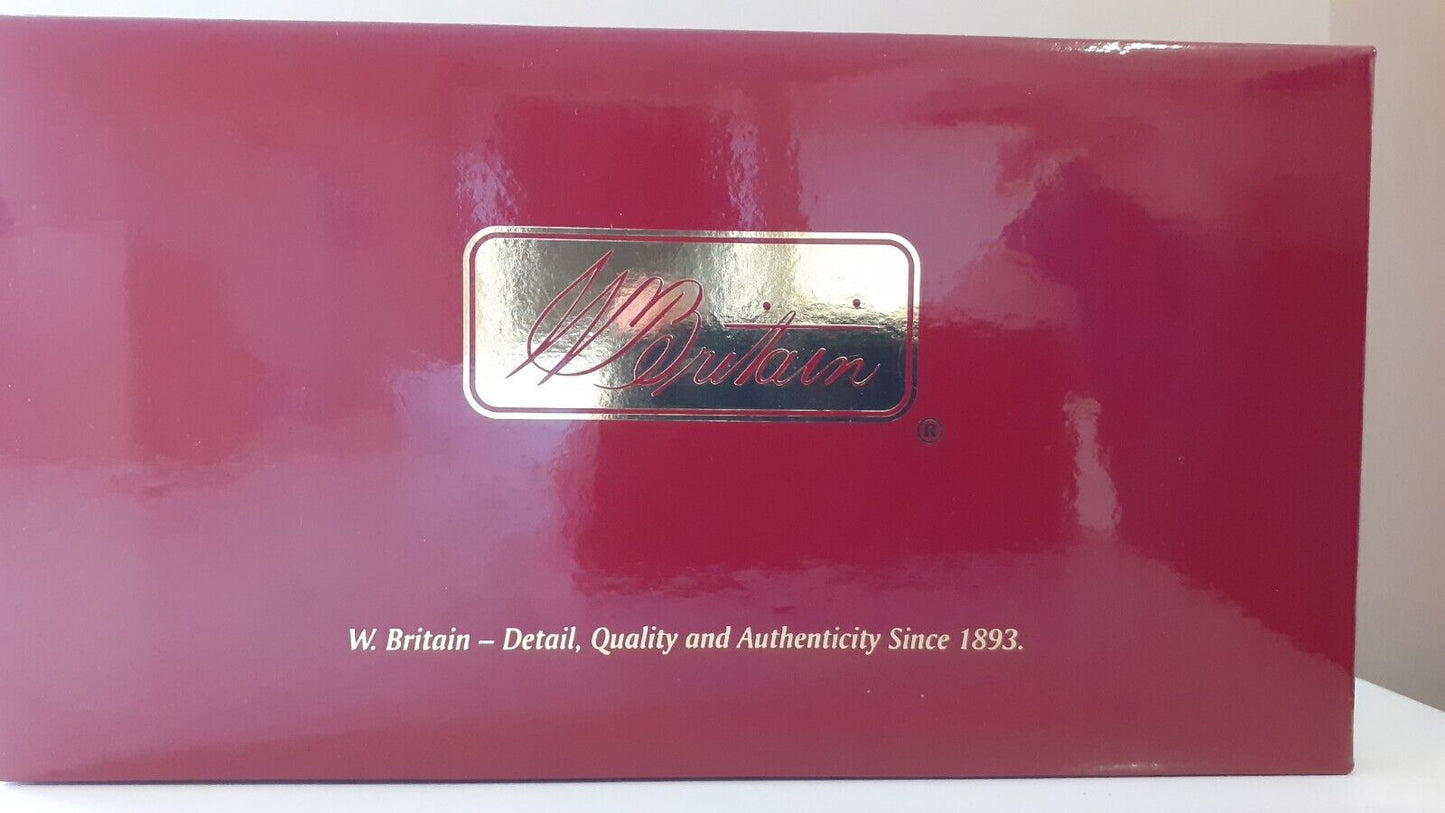 W Britain
®
W. Britain – Detail, Quality and Authenticity Since 1893.